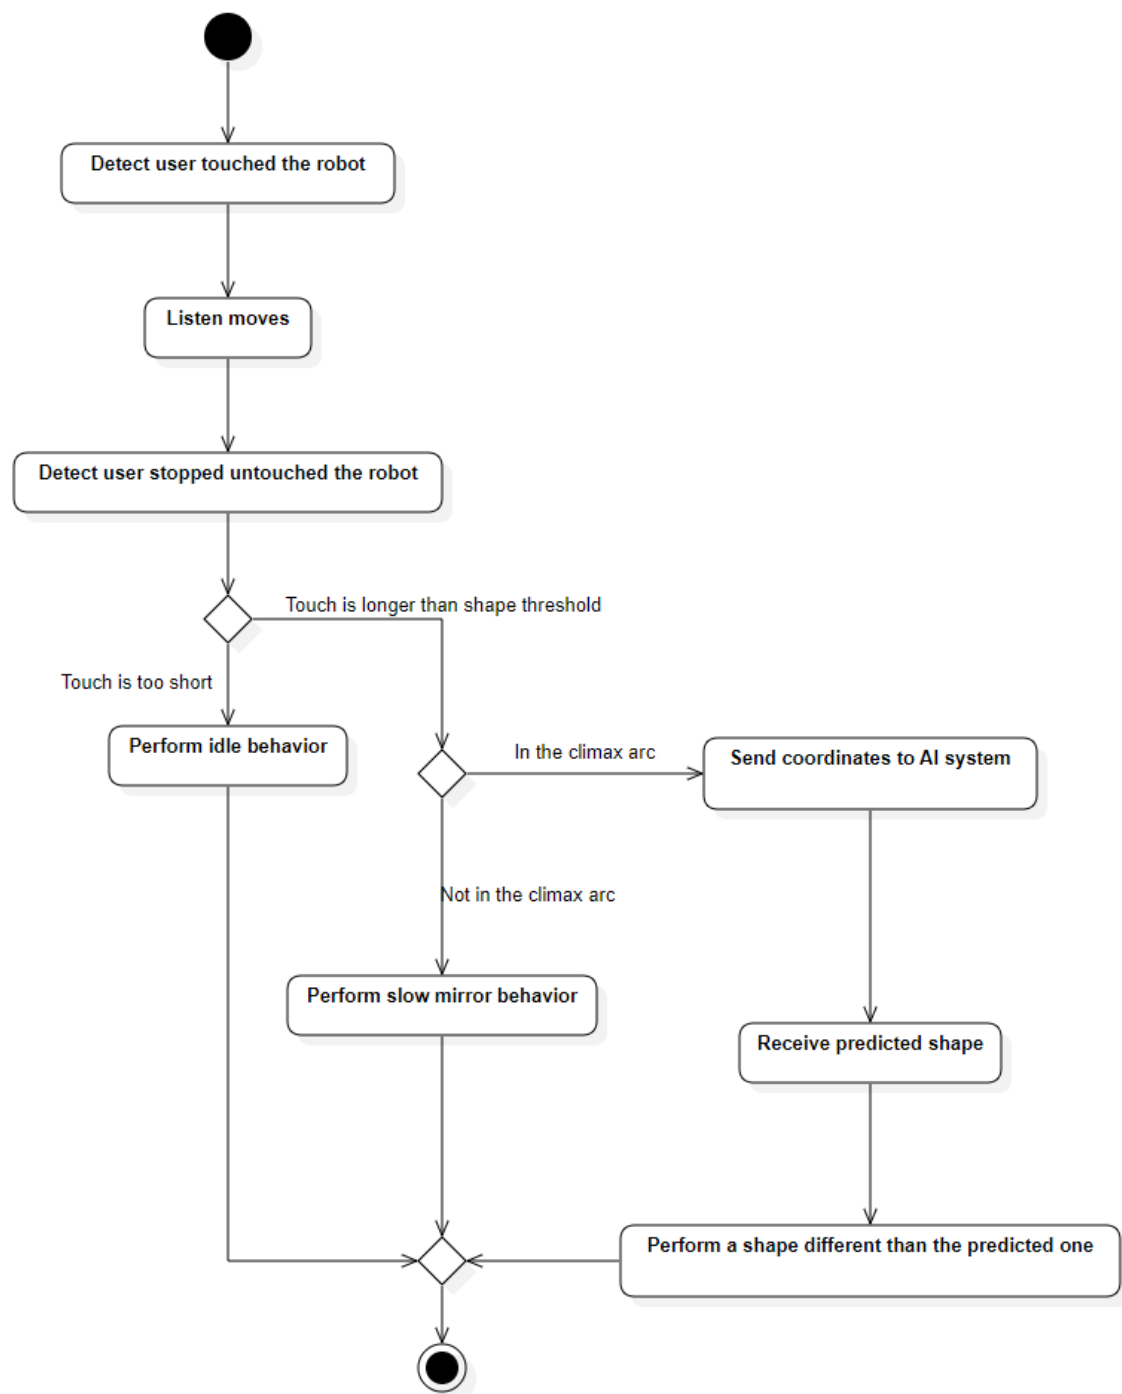 Detect user touched the robot
Listen moves
Detect user stopped untouched the robot
Touch is longer than shape threshold
Touch is too short
Perform idle behavior
In the climax arc
Send coordinates to AI system
Not in the climax arc
Perform slow mirror behavior
Receive predicted shape
Perform a shape different than the predicted one